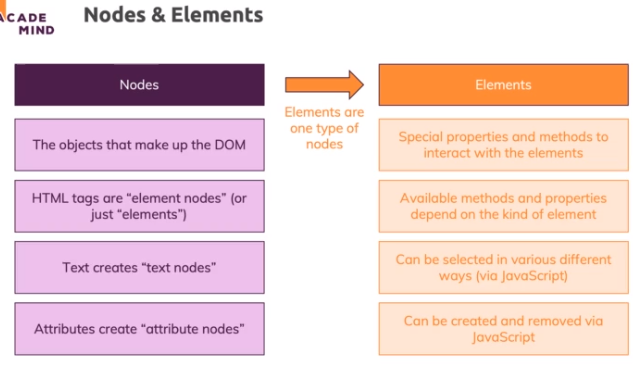 ACADE
MIND
Nodes & Elements
Nodes
Elements are
one type of
nodes
Elements
The objects that make up the DOM
Special properties and methods to
interact with the elements
HTML tags are “element nodes” (or
just “elements”)
Available methods and properties
depend on the kind of element
Text creates “text nodes”
Can be selected in various different
ways (via JavaScript)
Attributes create “attribute nodes”
Can be created and removed via
JavaScript